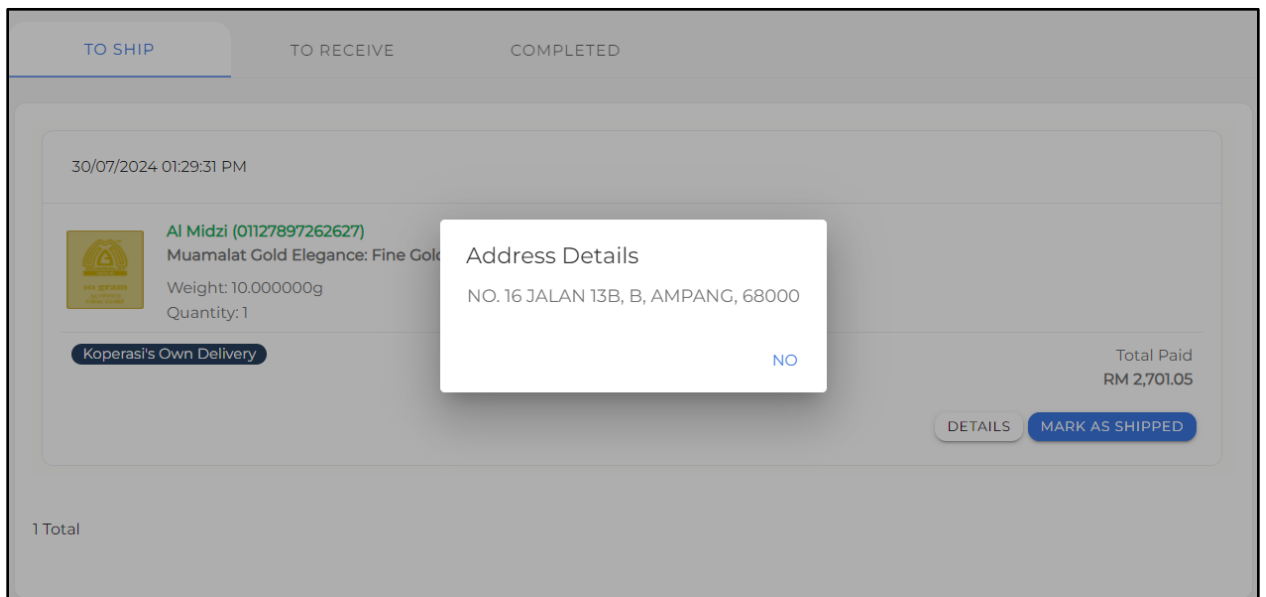 TO SHIP
TO RECEIVE
COMPLETED
30/07/2024 01:29:31 PM
Al Midzi (01127897262627)
Muamalat Gold Elegance: Fine Gol
Weight: 10.000000g
Quantity: 1
Address Details
NO. 16 JALAN 13B, B, AMPANG, 68000
NO
Koperasi's Own Delivery
Total Paid
RM 2,701.05
DETAILS
MARK AS SHIPPED
1 Total